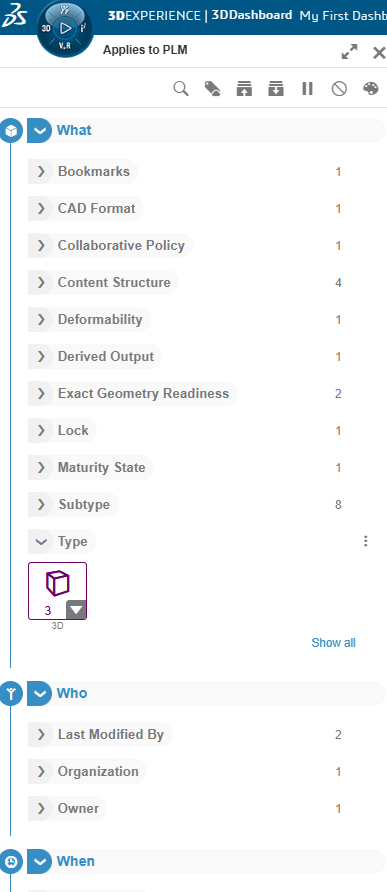 3DEXPERIENCE | 3DDashboard My First Dashb
3D
V.R
Applies to PLM
What
Bookmarks 1
CAD Format 1
Collaborative Policy 1
Content Structure 4
Deformability 1
Derived Output 1
Exact Geometry Readiness 2
Lock 1
Maturity State 1
Subtype 8
Type
3
3D
Show all
Who
Last Modified By 2
Organization 1
Owner 1
When